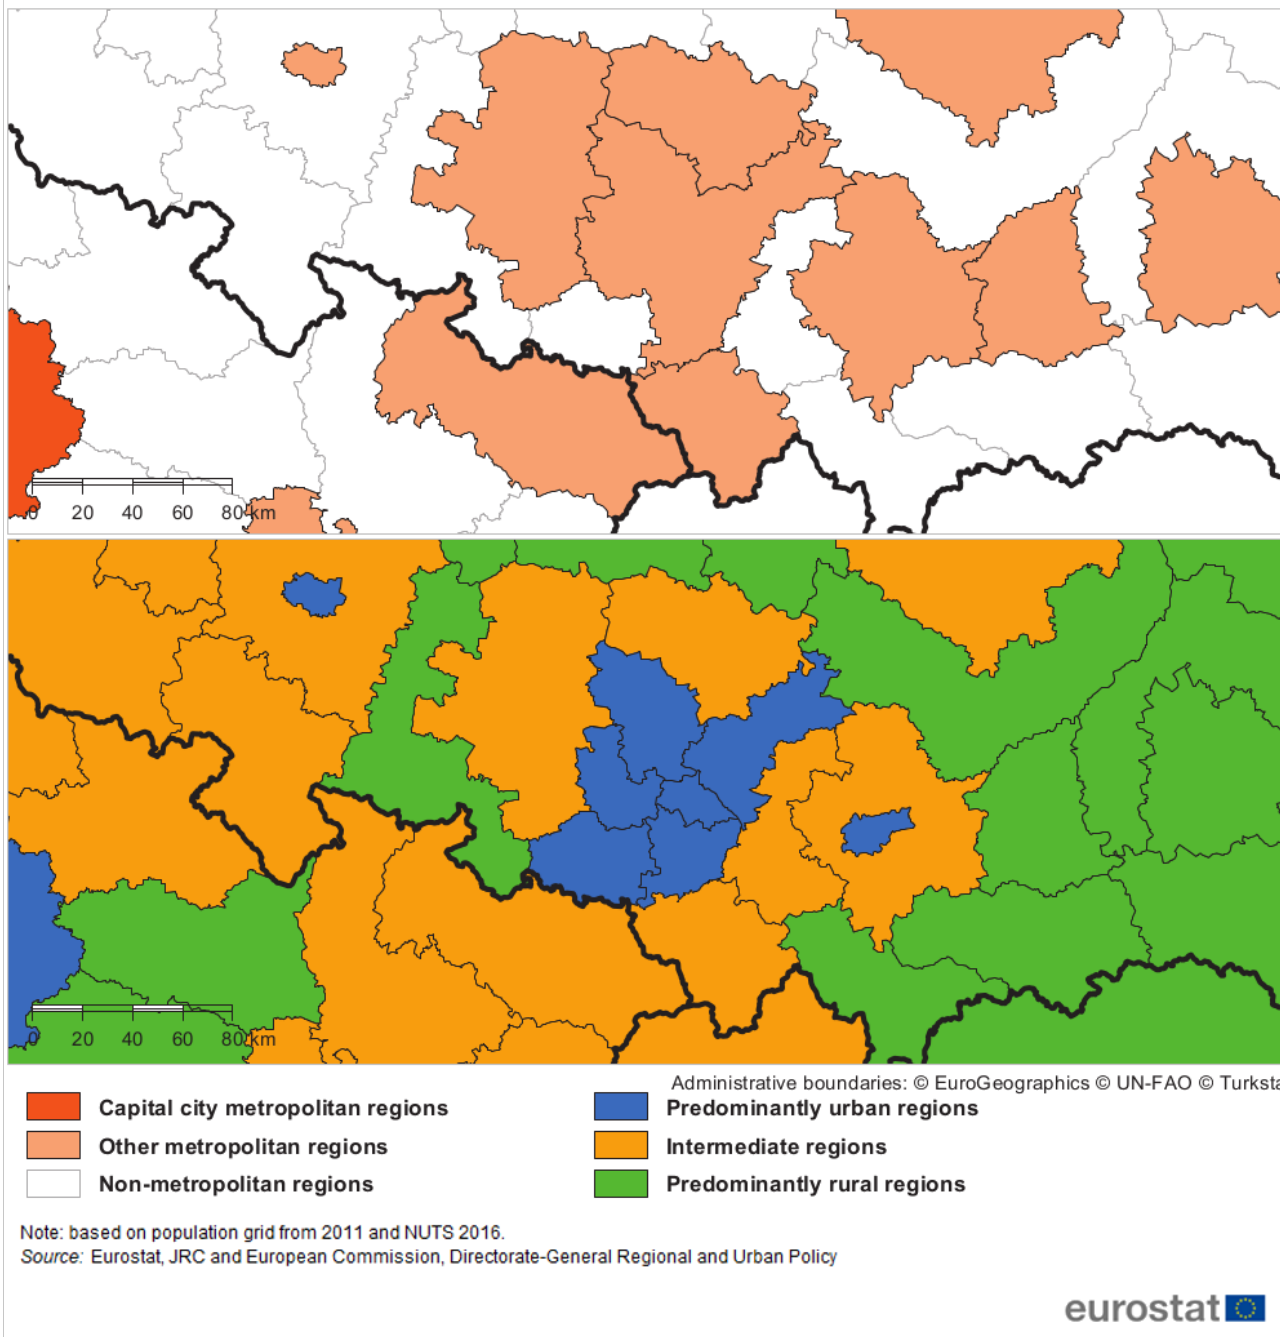 0 20 40 60 80 km
0 20 40 60 80 km
Administrative boundaries: © EuroGeographics © UN-FAO © Turksta
Capital city metropolitan regions
Predominantly urban regions
Other metropolitan regions
Intermediate regions
Non-metropolitan regions
Predominantly rural regions
Note: based on population grid from 2011 and NUTS 2016.
Source: Eurostat, JRC and European Commission, Directorate-General Regional and Urban Policy
eurostat